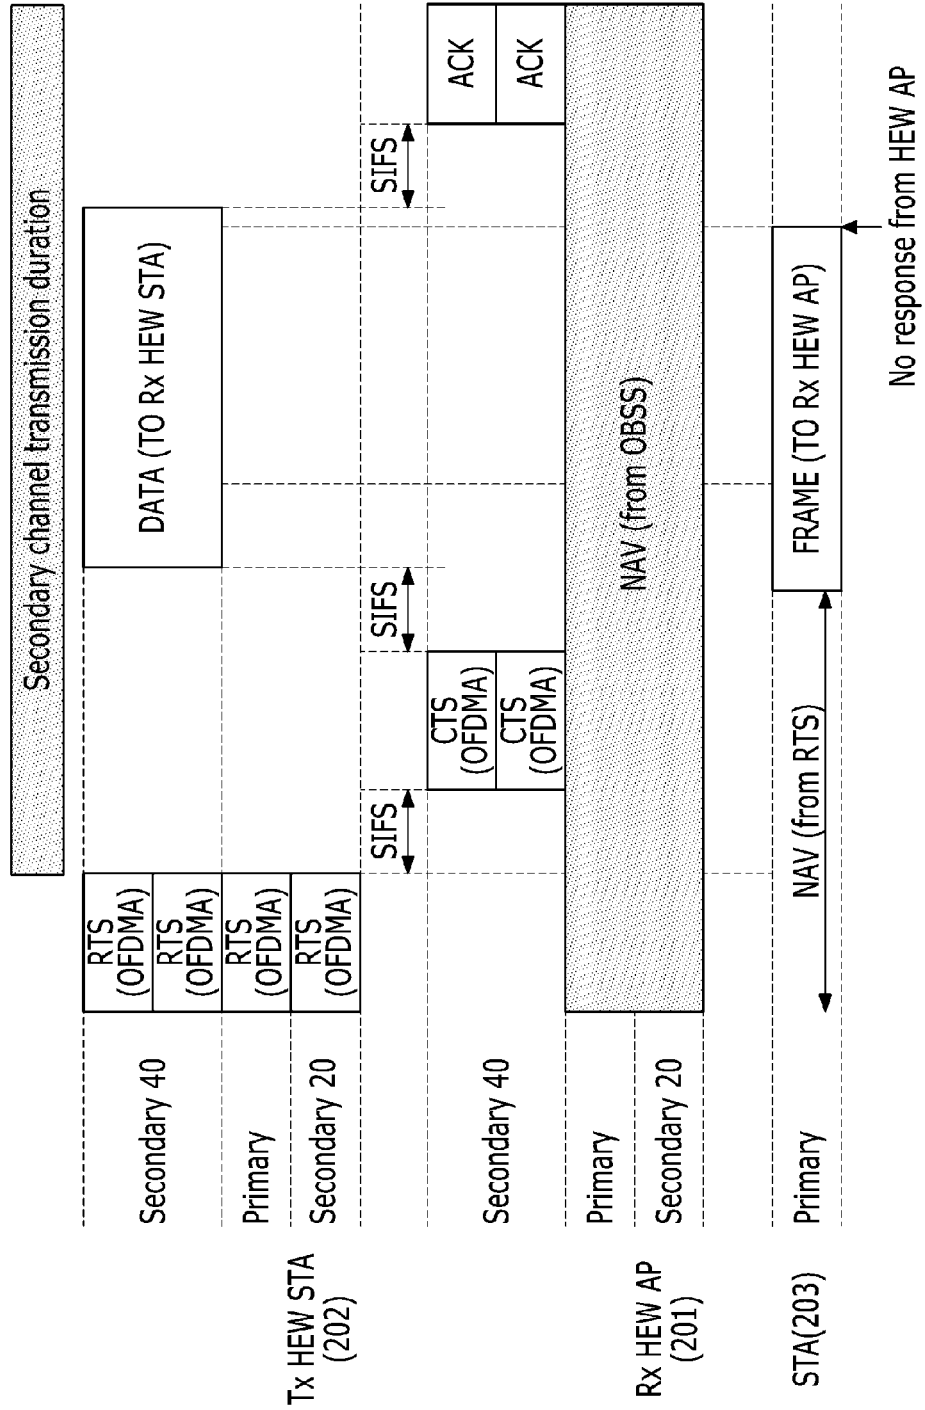 Secondary channel transmission duration
Tx HEW STA
(202)
Secondary 40
Primary
Secondary 20
RTS
(OFDMA)
RTS
(OFDMA)
RTS
(OFDMA)
RTS
(OFDMA)
DATA (TO Rx HEW STA)
SIFS
SIFS
SIFS
Rx HEW AP
(201)
Secondary 40
Primary
Secondary 20
CTS
(OFDMA)
CTS
(OFDMA)
ACK
ACK
NAV (from OBSS)
STA(203)
Primary
NAV (from RTS)
FRAME (TO Rx HEW AP)
No response from HEW AP